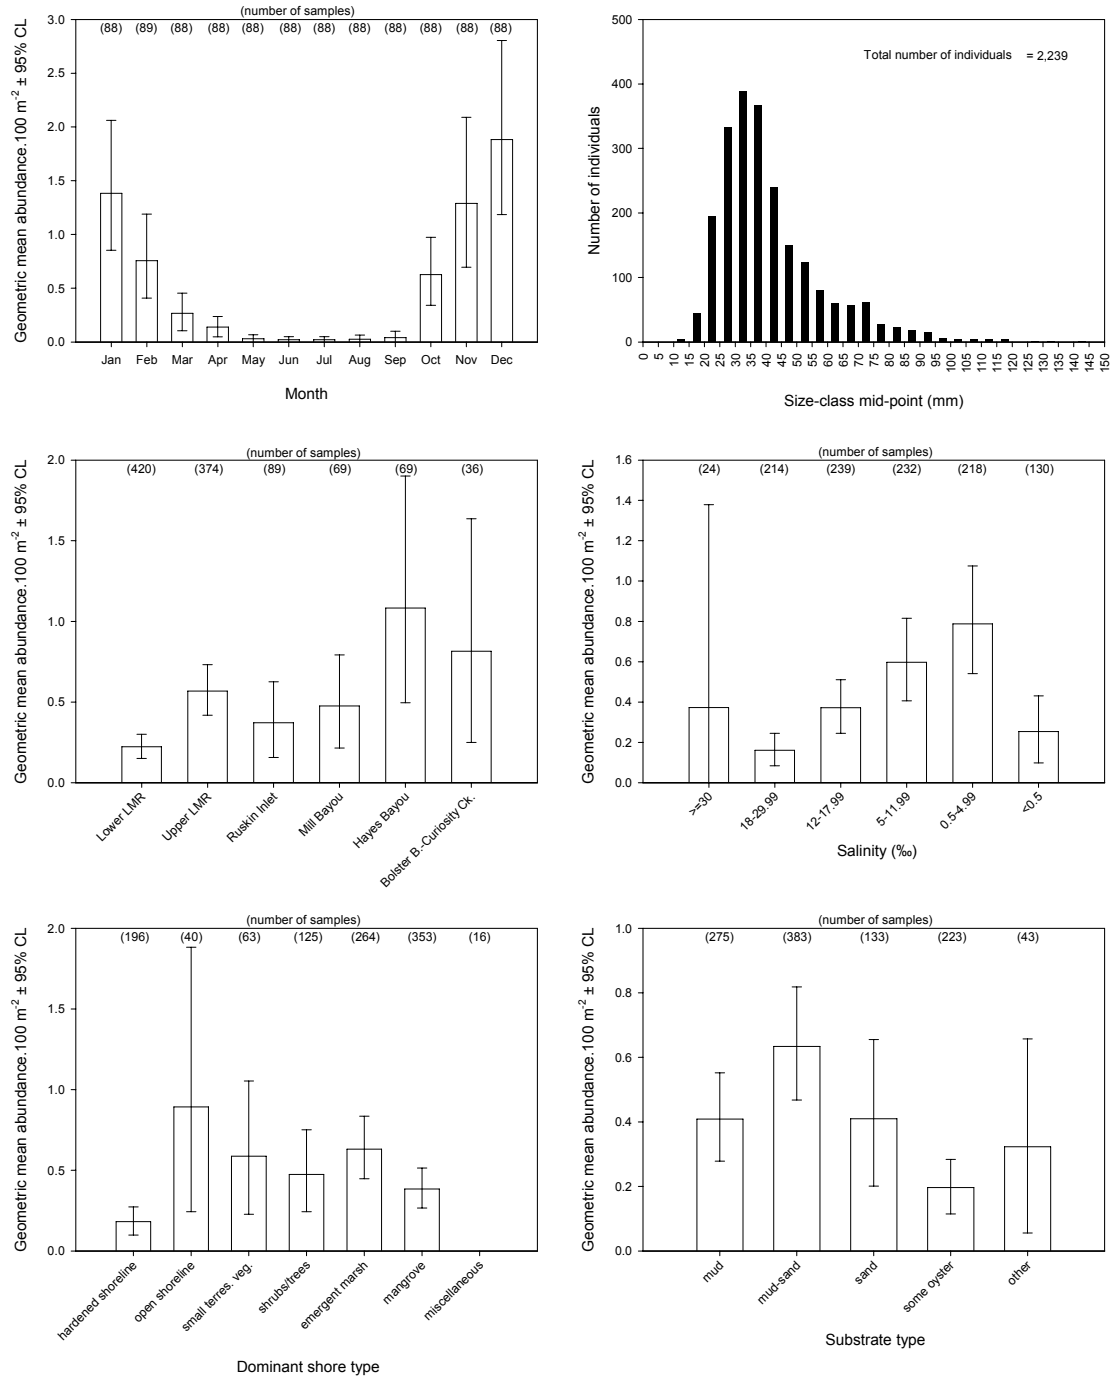 (number of samples)
(88) (89) (88) (88) (88) (88) (88) (88) (88) (88) (88) (88)
Geometric mean abundance.100 m-2 ± 95% CL
3.0
2.5
2.0
1.5
1.0
0.5
0.0
Jan Feb Mar Apr May Jun Jul Aug Sep Oct Nov Dec
Month
Total number of individuals = 2,239
Number of individuals
500
400
300
200
100
0
0 5 10 15 20 25 30 35 40 45 50 55 60 65 70 75 80 85 90 95 100 105 110 115 120 125 130 135 140 145 150
Size-class mid-point (mm)
(number of samples)
(420) (374) (89) (69) (69) (36)
Geometric mean abundance.100 m-2 ± 95% CL
2.0
1.5
1.0
0.5
0.0
Lower LMR
Upper LMR
Ruskin Inlet
Mill Bayou
Hayes Bayou
Bolster B.-Curiosity Ck.
(number of samples)
(24) (214) (239) (232) (218) (130)
Geometric mean abundance.100 m-2 ± 95% CL
1.6
1.4
1.2
1.0
0.8
0.6
0.4
0.2
0.0
>=30
18-29.99
12-17.99
5-11.99
0.5-4.99
<0.5
Salinity (‰)
(number of samples)
(196) (40) (63) (125) (264) (353) (16)
Geometric mean abundance.100 m-2 ± 95% CL
2.0
1.5
1.0
0.5
0.0
hardened shoreline
open shoreline
small terres. veg.
shrubs/trees
emergent marsh
mangrove
miscellaneous
Dominant shore type
(number of samples)
(275) (383) (133) (223) (43)
Geometric mean abundance.100 m-2 ± 95% CL
1.0
0.8
0.6
0.4
0.2
0.0
mud
mud-sand
sand
some oyster
other
Substrate type